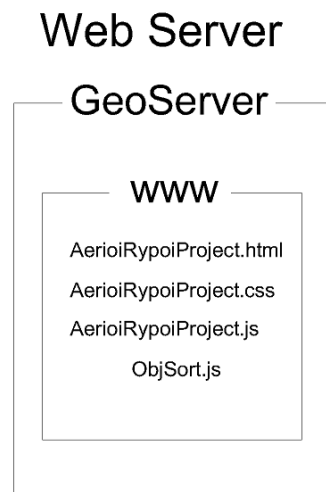 Web Server
GeoServer
www
AerioiRypoiProject.html
AerioiRypoiProject.css
AerioiRypoiProject.js
ObjSort.js